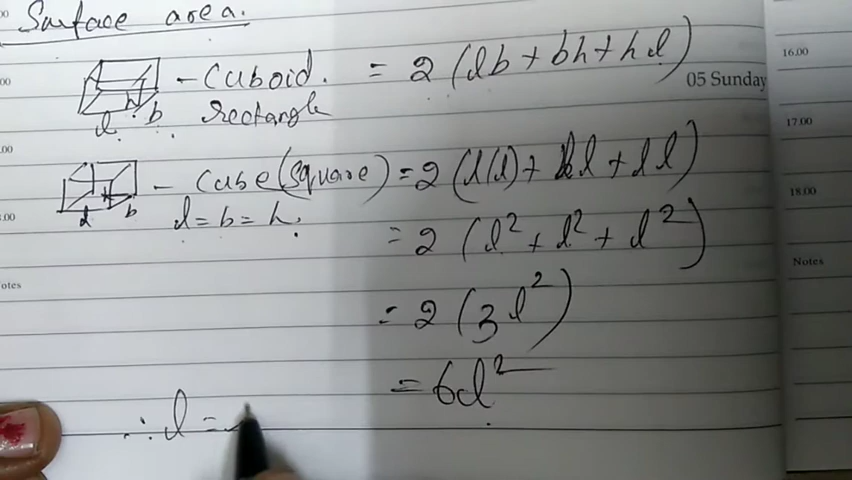 Surface area.
- Cuboid. = 2 (lb + bh + hl)
05 Sunday
16.00
l b rectangle
17.00
- Cube (square) = 2 (l(l) + ll + ll)
l b l = b = h.
18.00
= 2 (l² + l² + l²)
Notes
= 2 (3l²)
= 6l²
∴ l =